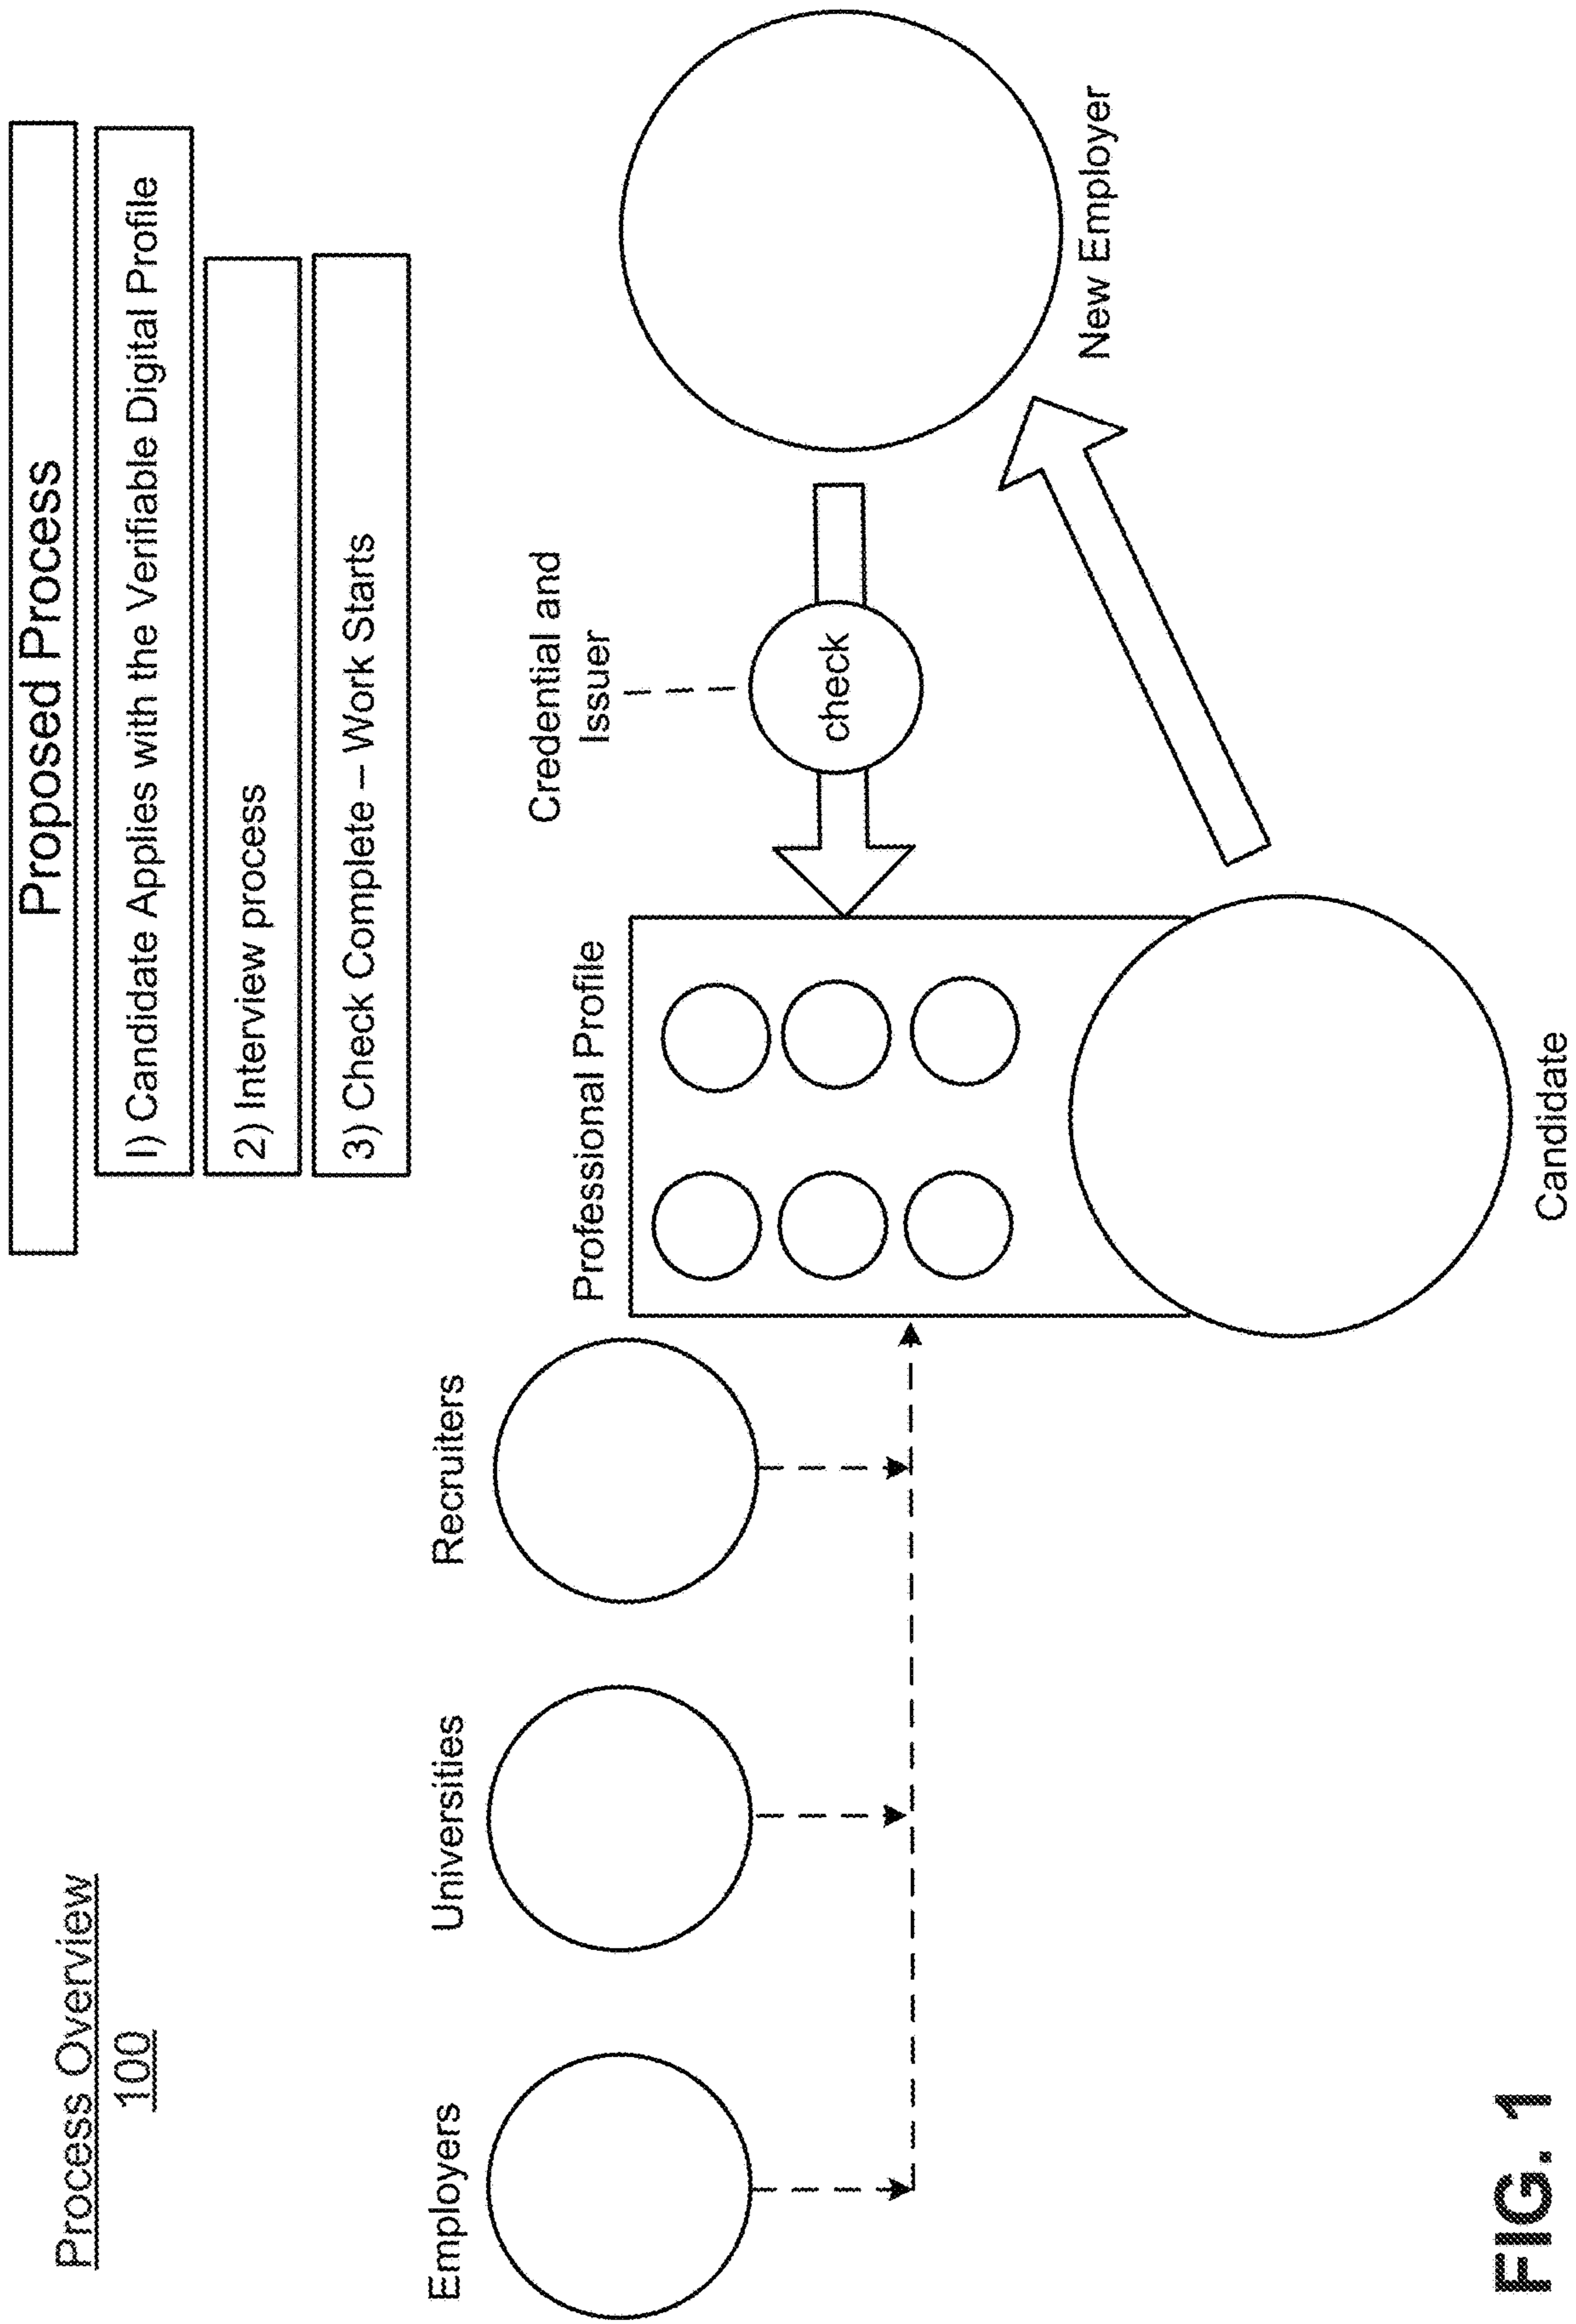 Process Overview
100
Proposed Process
I) Candidate Applies with the Verifiable Digital Profile
2) Interview process
3) Check Complete – Work Starts
Employers
Universities
Recruiters
Professional Profile
Credential and
Issuer
check
New Employer
Candidate
FIG. 1